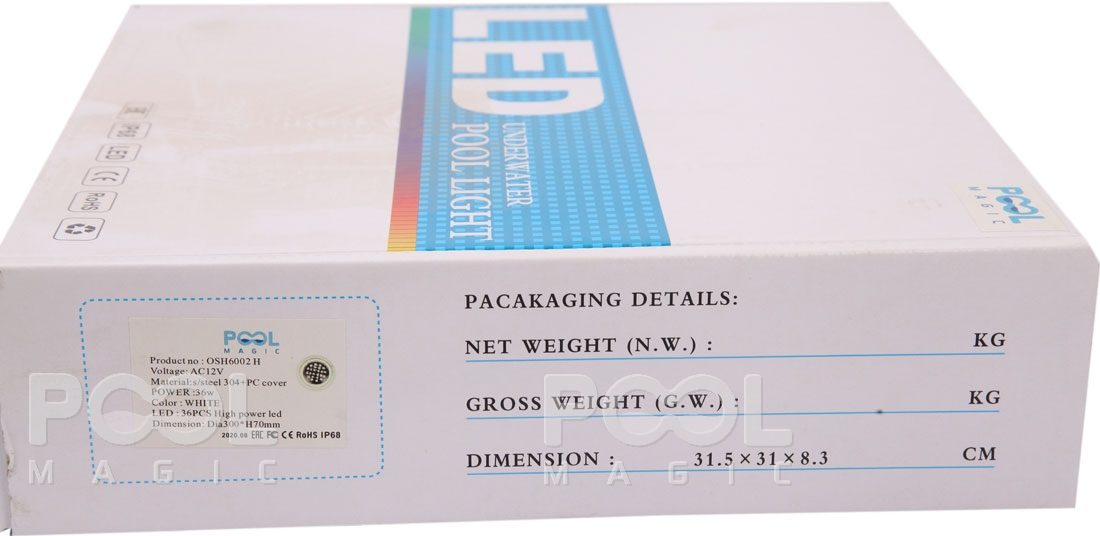 LED
UNDERWATER
POOL LIGHT
IP68
LED
CE
RoHS
POOL
MAGIC
POOL
MAGIC
Product no : OSH6002 H
Voltage: AC12V
Material:s/steel 304+PC cover
POWER :36w
Color : WHITE
LED : 36PCS High power led
Dimension: Dia300*H70mm
2020.08 EAC FC CE RoHS IP68
PACAKAGING DETAILS:
NET WEIGHT (N.W.) : KG
GROSS WEIGHT (G.W.) : KG
DIMENSION : 31.5×31×8.3 CM
POOL
MAGIC
POOL
MAGIC